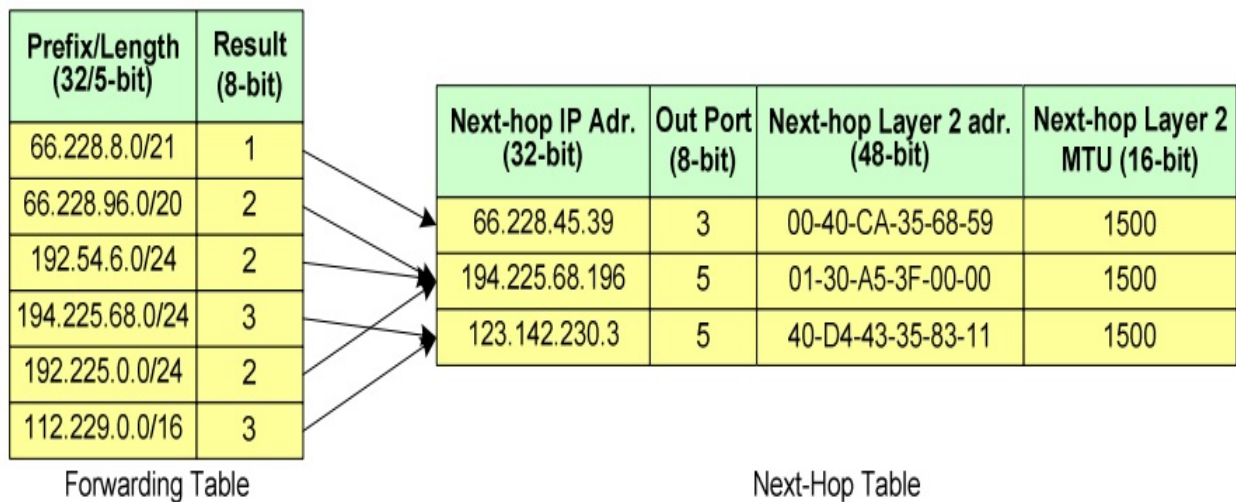 Prefix/Length Result
(32/5-bit) (8-bit)
66.228.8.0/21 1
66.228.96.0/20 2
192.54.6.0/24 2
194.225.68.0/24 3
192.225.0.0/24 2
112.229.0.0/16 3
Forwarding Table
Next-hop IP Adr. Out Port Next-hop Layer 2 adr. Next-hop Layer 2
(32-bit) (8-bit) (48-bit) MTU (16-bit)
66.228.45.39 3 00-40-CA-35-68-59 1500
194.225.68.196 5 01-30-A5-3F-00-00 1500
123.142.230.3 5 40-D4-43-35-83-11 1500
Next-Hop Table